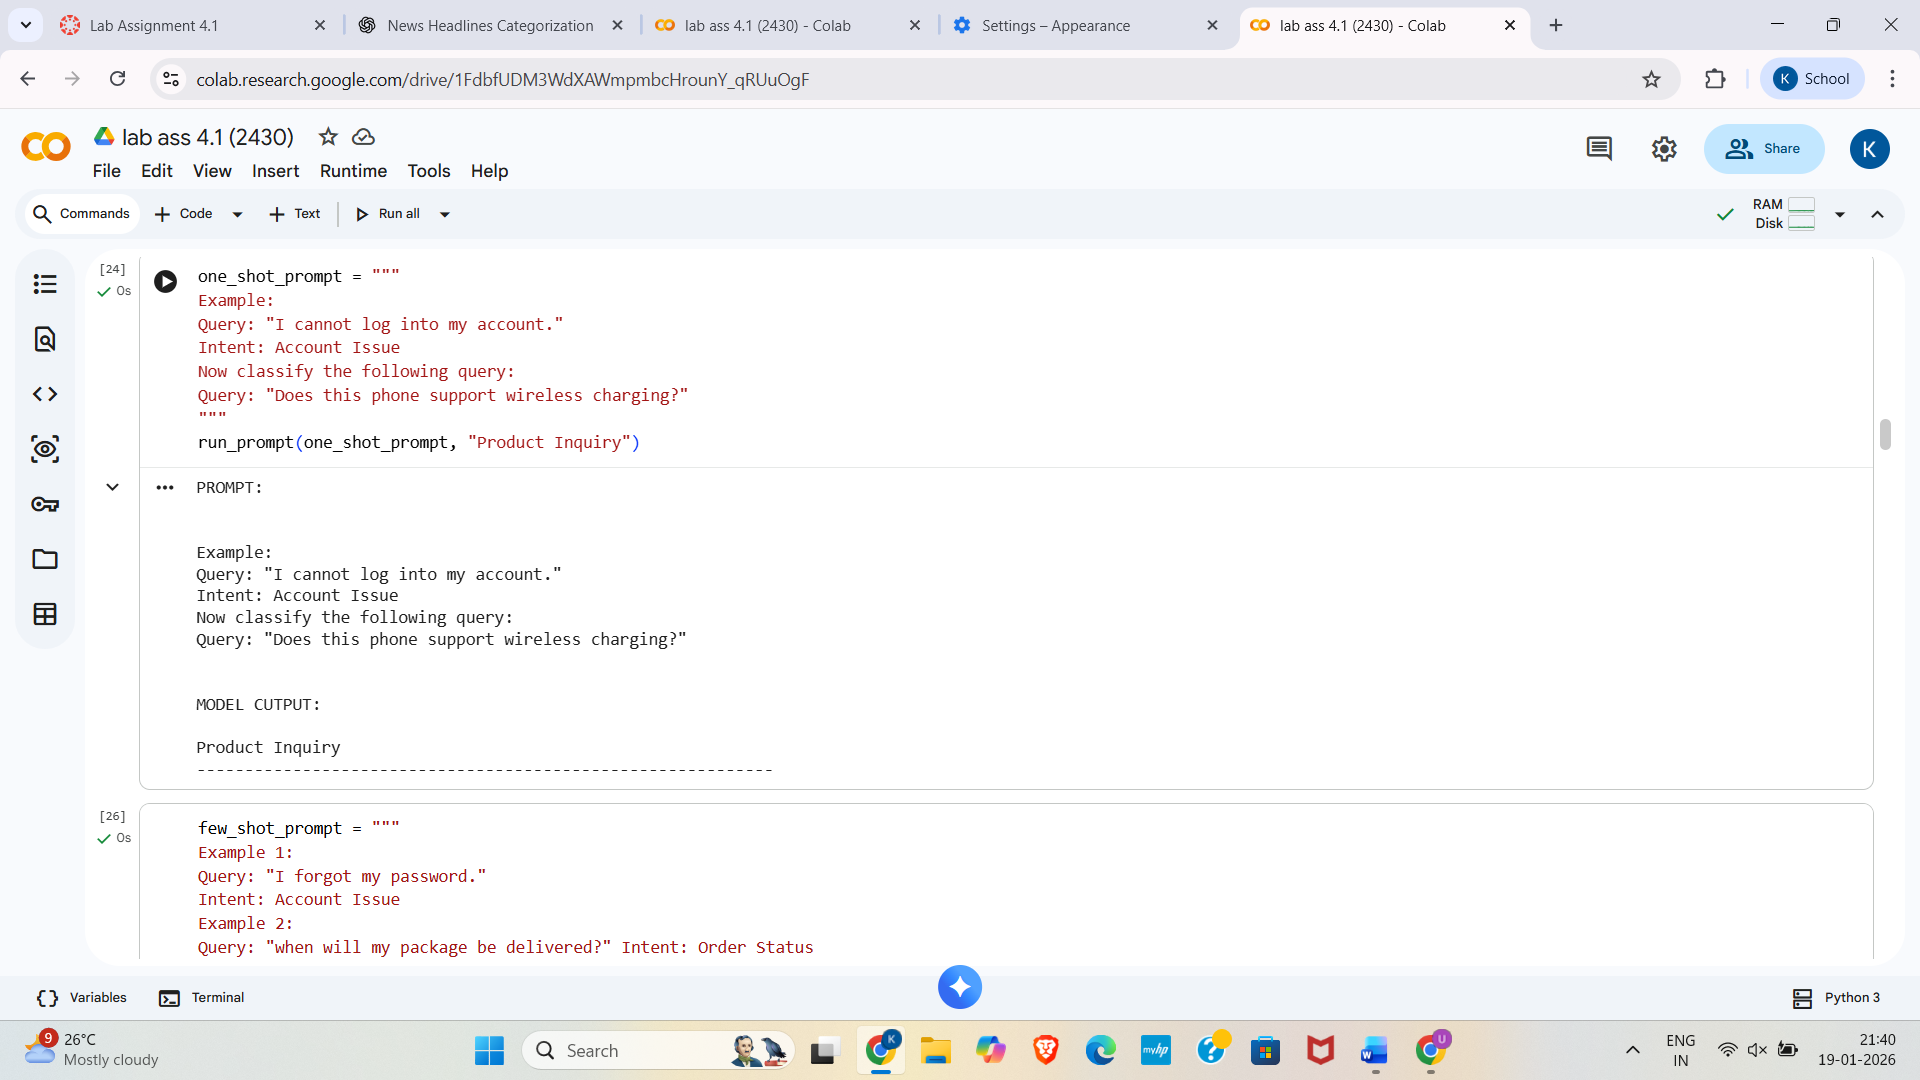 Lab Assignment 4.1
News Headlines Categorization
lab ass 4.1 (2430) - Colab
Settings – Appearance
lab ass 4.1 (2430) - Colab
colab.research.google.com/drive/1FdbfUDM3WdXAWmpmbcHrounY_qRUuOgF
K School
lab ass 4.1 (2430)
Share
K
File Edit View Insert Runtime Tools Help
Commands + Code + Text Run all
RAM
Disk
[24]
0s
one_shot_prompt = """
Example:
Query: "I cannot log into my account."
Intent: Account Issue
Now classify the following query:
Query: "Does this phone support wireless charging?"
"""
run_prompt(one_shot_prompt, "Product Inquiry")
PROMPT:
Example:
Query: "I cannot log into my account."
Intent: Account Issue
Now classify the following query:
Query: "Does this phone support wireless charging?"
MODEL CUTPUT:
Product Inquiry
------------------------------------------------------------
[26]
0s
few_shot_prompt = """
Example 1:
Query: "I forgot my password."
Intent: Account Issue
Example 2:
Query: "when will my package be delivered?" Intent: Order Status
Variables
Terminal
Python 3
9
26°C
Mostly cloudy
Search
K
myhp
W
U
ENG
IN
21:40
19-01-2026